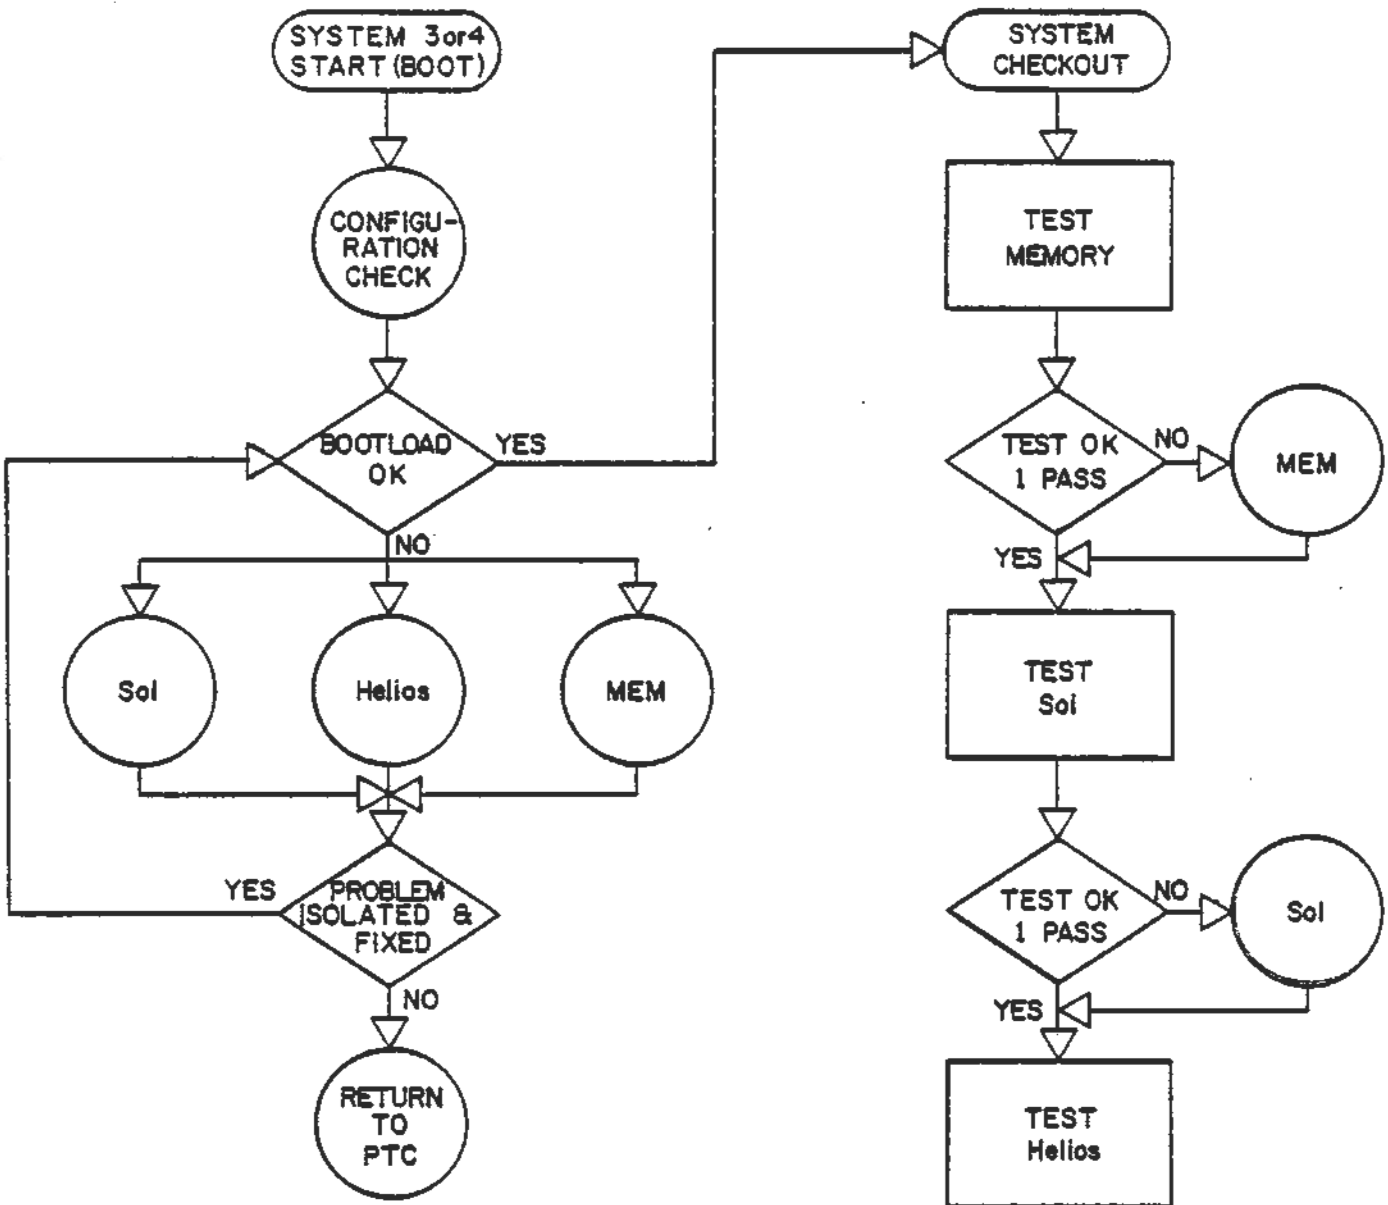 SYSTEM 3or4
START (BOOT)
CONFIGU-
RATION
CHECK
BOOTLOAD
OK
YES
NO
Sol
Helios
MEM
YES
PROBLEM
ISOLATED &
FIXED
NO
RETURN
TO
PTC
SYSTEM
CHECKOUT
TEST
MEMORY
TEST OK
1 PASS
NO
MEM
YES
TEST
Sol
TEST OK
1 PASS
NO
Sol
YES
TEST
Helios